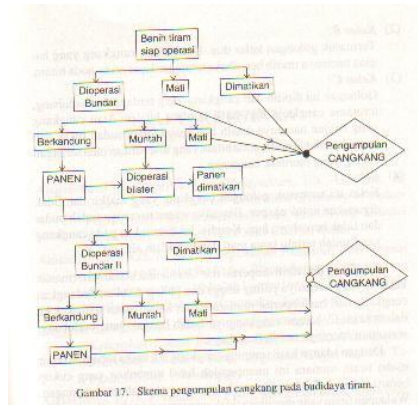 Benih tiram
siap operasi
Dioperasi
Bundar
Mati
Dimatikan
Berkandung
Muntah
Mati
Pengumpulan
CANGKANG
PANEN
Dioperasi
blister
Panen
dimatikan
Dioperasi
Bundar II
Dimatikan
Pengumpulan
CANGKANG
Berkandung
Muntah
Mati
PANEN
Gambar 17. Skema pengumpulan cangkang pada budidaya tiram.